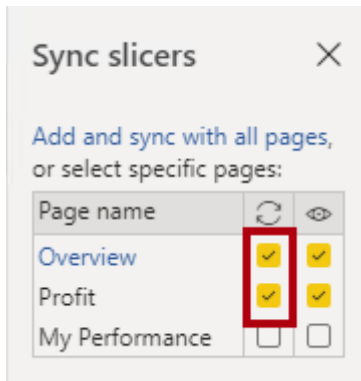 Sync slicers
Add and sync with all pages,
or select specific pages:
Page name
Overview
Profit
My Performance